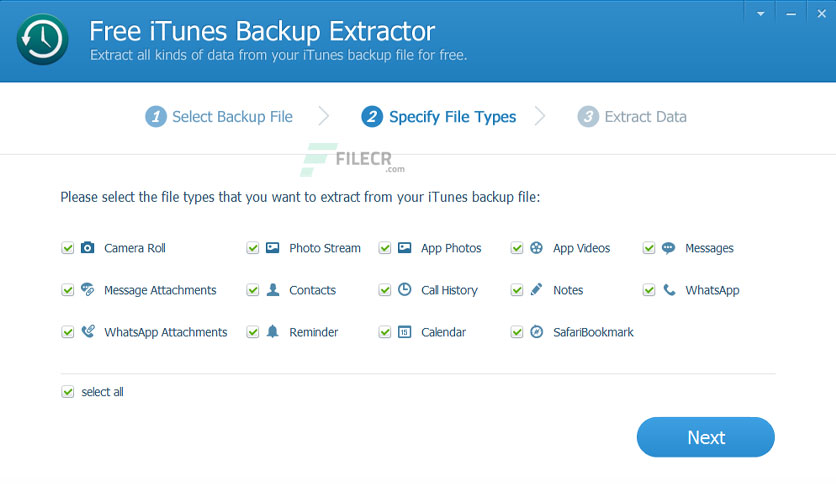 Free iTunes Backup Extractor
Extract all kinds of data from your iTunes backup file for free.
1 Select Backup File 2 Specify File Types 3 Extract Data
FILECR
.com
Please select the file types that you want to extract from your iTunes backup file:
Camera Roll Photo Stream App Photos App Videos Messages
Message Attachments Contacts Call History Notes WhatsApp
WhatsApp Attachments Reminder 15 Calendar SafariBookmark
select all
Next